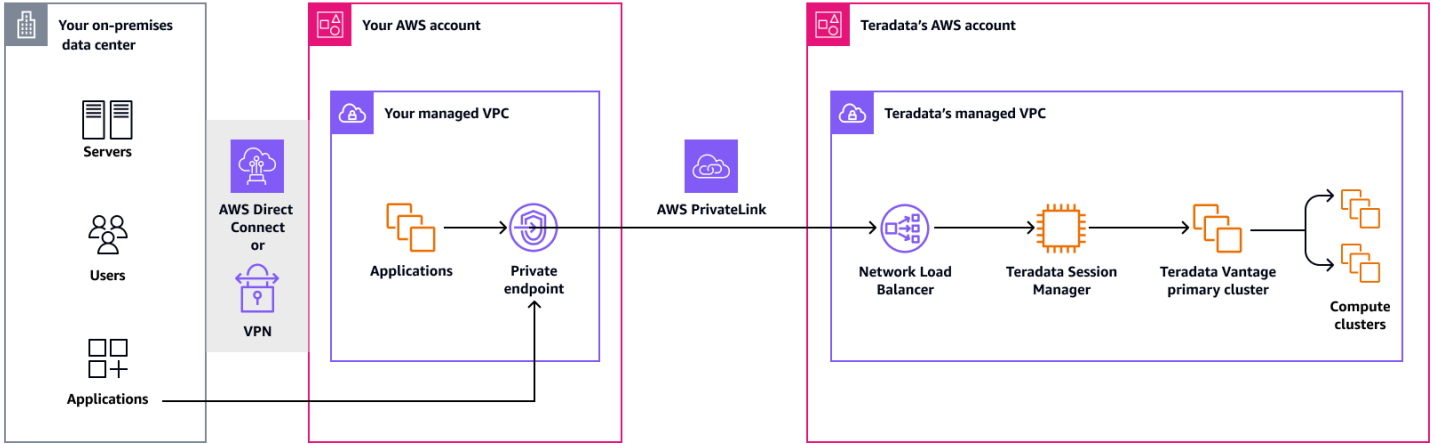 Your on-premises
data center
Servers
Users
Applications
AWS Direct
Connect
or
VPN
Your AWS account
Your managed VPC
Applications
Private
endpoint
AWS PrivateLink
Teradata’s AWS account
Teradata’s managed VPC
Network Load
Balancer
Teradata Session
Manager
Teradata Vantage
primary cluster
Compute
clusters